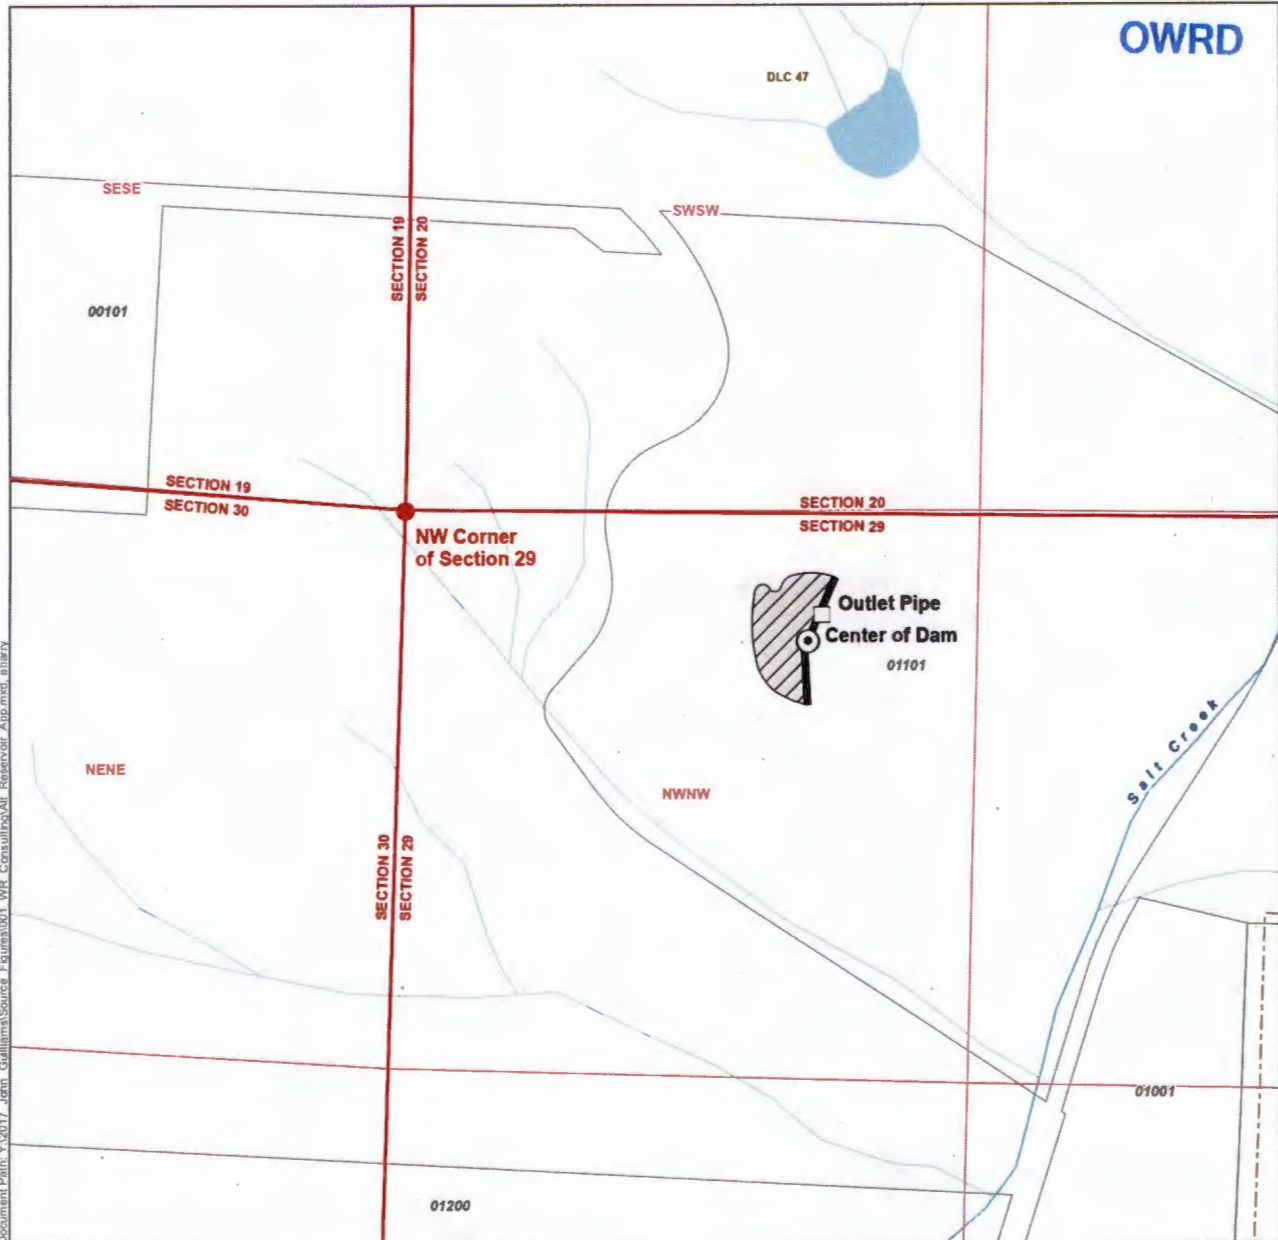 OWRD
DLC 47
SESE
SWSW
SECTION 19
SECTION 20
00101
SECTION 19
SECTION 30
SECTION 20
SECTION 29
NW Corner
of Section 29
Outlet Pipe
Center of Dam
01101
Salt Creek
NENE
NWNW
SECTION 30
SECTION 29
01001
01200